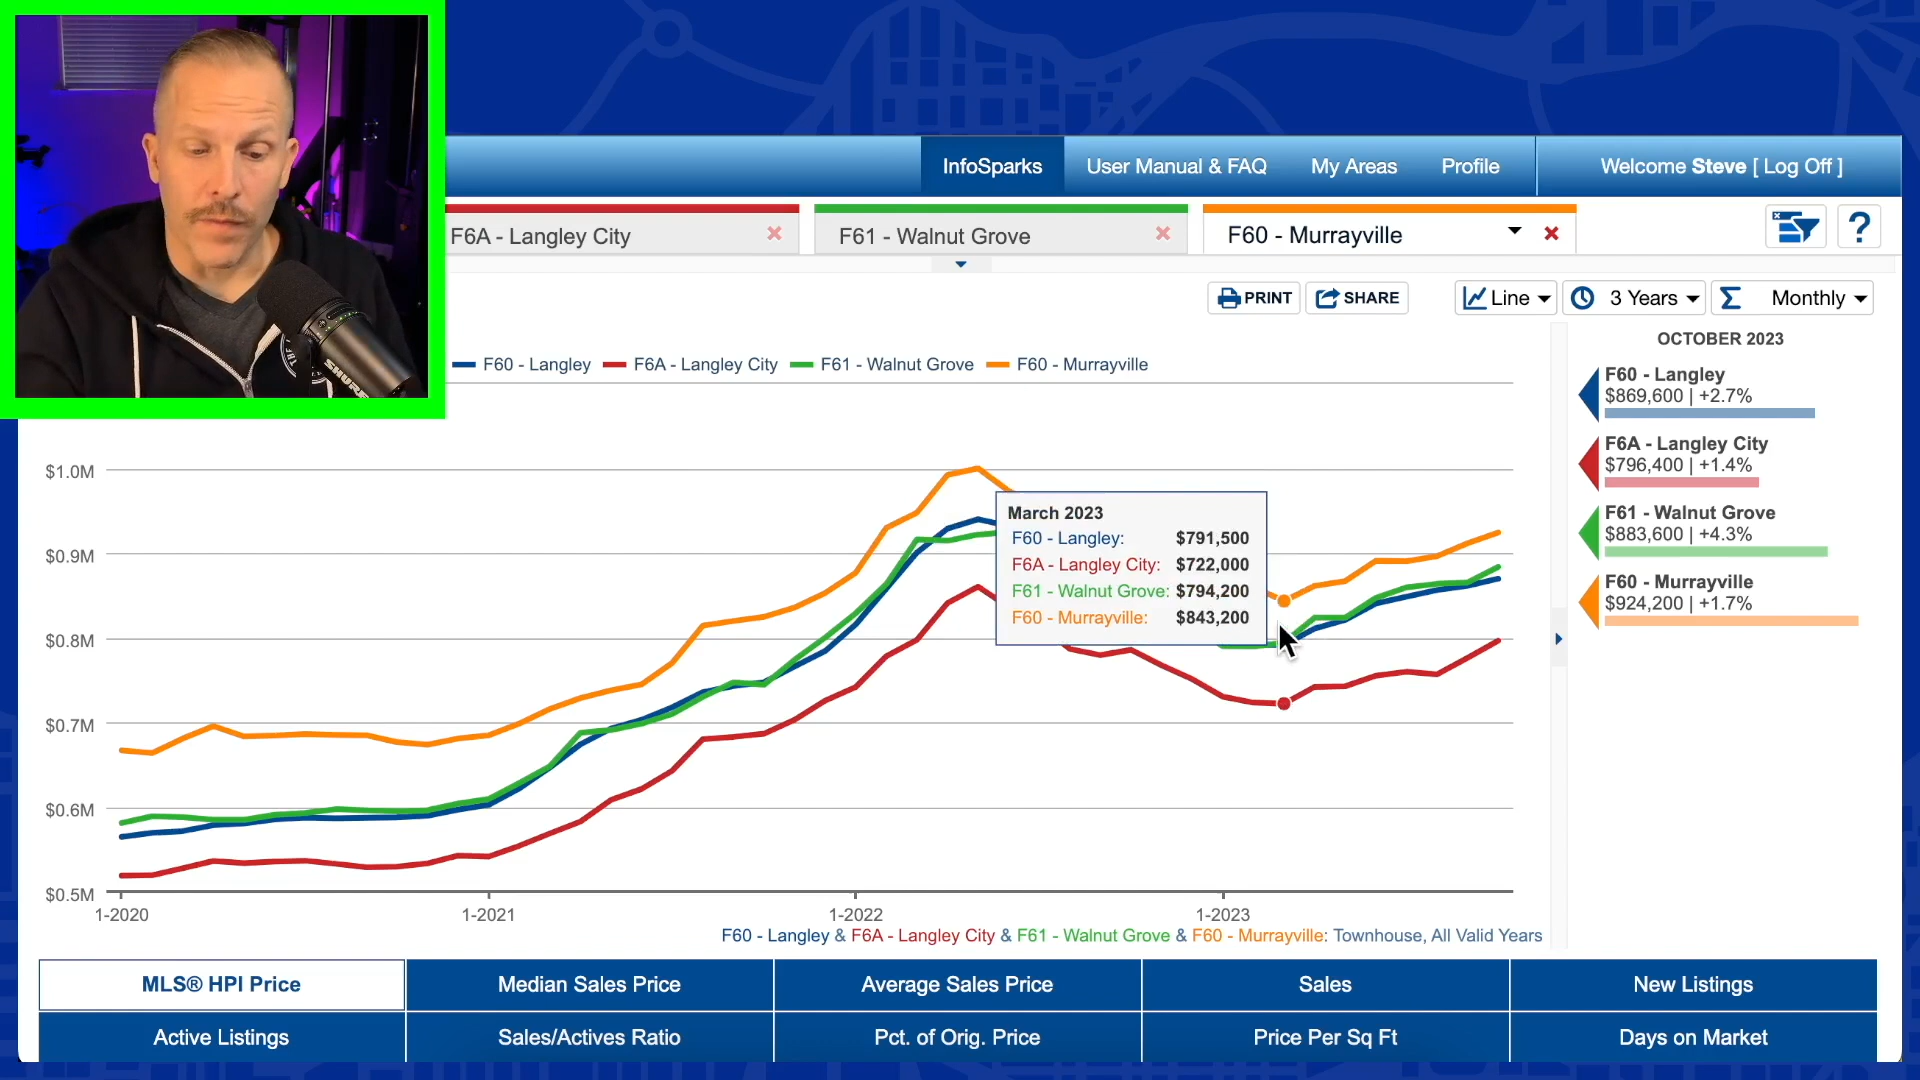 InfoSparks
User Manual & FAQ
My Areas
Profile
Welcome Steve [ Log Off ]
F6A - Langley City
F61 - Walnut Grove
F60 - Murrayville
?
PRINT
SHARE
Line
3 Years
Monthly
F60 - Langley
F6A - Langley City
F61 - Walnut Grove
F60 - Murrayville
OCTOBER 2023
F60 - Langley
$869,600 | +2.7%
F6A - Langley City
$796,400 | +1.4%
F61 - Walnut Grove
$883,600 | +4.3%
F60 - Murrayville
$924,200 | +1.7%
$1.0M
$0.9M
$0.8M
$0.7M
$0.6M
$0.5M
March 2023
F60 - Langley: $791,500
F6A - Langley City: $722,000
F61 - Walnut Grove: $794,200
F60 - Murrayville: $843,200
1-2020
1-2021
1-2022
1-2023
F60 - Langley & F6A - Langley City & F61 - Walnut Grove & F60 - Murrayville: Townhouse, All Valid Years
MLS® HPI Price
Median Sales Price
Average Sales Price
Sales
New Listings
Active Listings
Sales/Actives Ratio
Pct. of Orig. Price
Price Per Sq Ft
Days on Market
SHURE